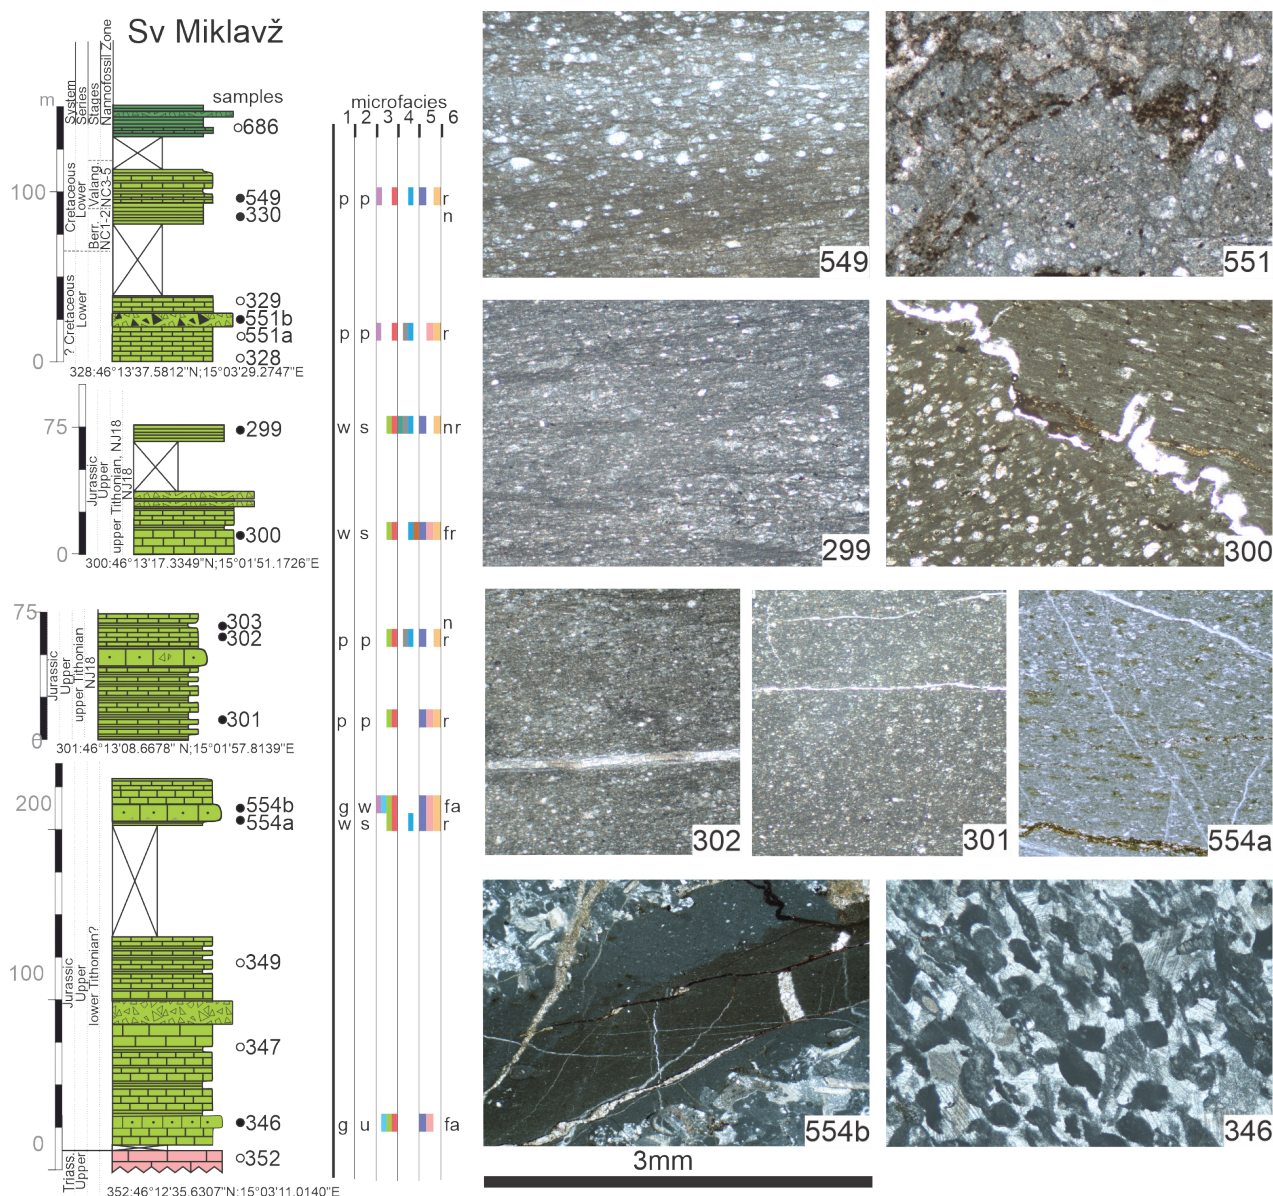 Sv Miklavž
System
Series
Stages
Nannofossil Zone
m
samples
microfacies
1 2 3 4 5 6
686
100
Cretaceous
Lower
Valang.
NC3-5
Berr.
NC1-2
549
330
p p r
n
? Cretaceous
Lower
329
551b
551a
328
p p r
0
328:46°13'37.5812"N;15°03'29.2747"E
75
Jurassic
Upper
upper Tithonian, NJ18
NJ18
299
w s nr
300
w s fr
0
300:46°13'17.3349"N;15°01'51.1726"E
75
Jurassic
Upper
upper Tithonian
NJ18
303
302
n
p p r
301
p p r
0
301:46°13'08.6678" N;15°01'57.8139"E
200
554b
554a
g w fa
w s r
Jurassic
Upper
lower Tithonian?
100
349
347
346
g u fa
0
Triass.
Upper
352
352:46°12'35.6307"N:15°03'11.0140"E
549
551
299
300
302
301
554a
554b
346
3mm